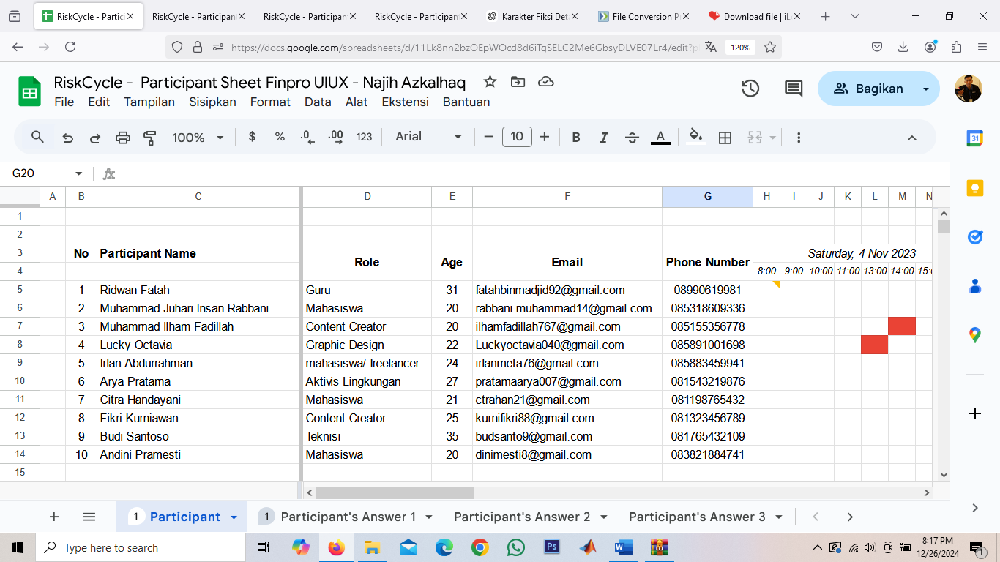 RiskCycle - Partic
RiskCycle - Participan
RiskCycle - Participan
RiskCycle - Participan
Karakter Fiksi Det
File Conversion P
Download file | iL
https://docs.google.com/spreadsheets/d/11Lk8nn2bzOEpWOcd8d6iTgSELC2Me6GbsyDLVE07Lr4/edit?p
120%
RiskCycle - Participant Sheet Finpro UIUX - Najih Azkalhaq
File Edit Tampilan Sisipkan Format Data Alat Ekstensi Bantuan
Bagikan
100% $ % .0 .00 123 Arial 10 B I A
31
G20 fx
A B C D E F G H I J K L M N
1
2
3 No Participant Name Role Age Email Phone Number Saturday, 4 Nov 2023
4 8:00 9:00 10:00 11:00 13:00 14:00 15:
5 1 Ridwan Fatah Guru 31 fatahbinmadjid92@gmail.com 08990619981
6 2 Muhammad Juhari Insan Rabbani Mahasiswa 20 rabbani.muhammad14@gmail.com 085318609336
7 3 Muhammad Ilham Fadillah Content Creator 20 ilhamfadillah767@gmail.com 085155356778
8 4 Lucky Octavia Graphic Design 22 Luckyoctavia040@gmail.com 085891001698
9 5 Irfan Abdurrahman mahasiswa/ freelancer 24 irfanmeta76@gmail.com 085883459941
10 6 Arya Pratama Aktivis Lingkungan 27 pratamaarya007@gmail.com 081543219876
11 7 Citra Handayani Mahasiswa 21 ctrahan21@gmail.com 081198765432
12 8 Fikri Kurniawan Content Creator 25 kurnifikri88@gmail.com 081323456789
13 9 Budi Santoso Teknisi 35 budsanto9@gmail.com 081765432109
14 10 Andini Pramesti Mahasiswa 20 dinimesti8@gmail.com 083821884741
15
1 Participant 1 Participant's Answer 1 Participant's Answer 2 Participant's Answer 3
Type here to search
Ps
W
8:17 PM
12/26/2024
1